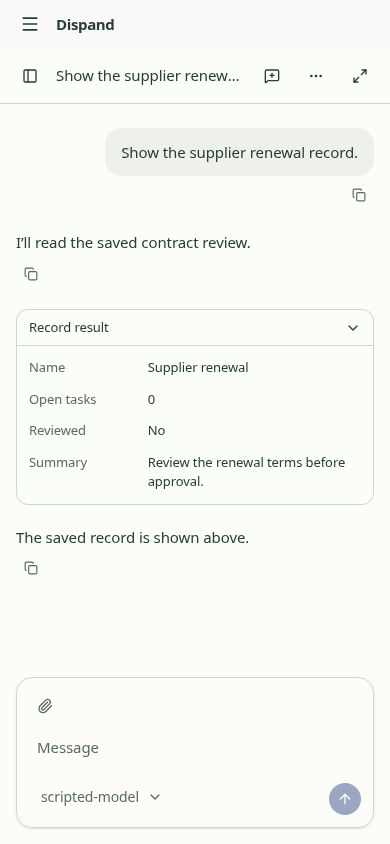 Dispand
Show the supplier renew...
Show the supplier renewal record.
I'll read the saved contract review.
Record result
Name Supplier renewal
Open tasks 0
Reviewed No
Summary Review the renewal terms before
approval.
The saved record is shown above.
Message
scripted-model